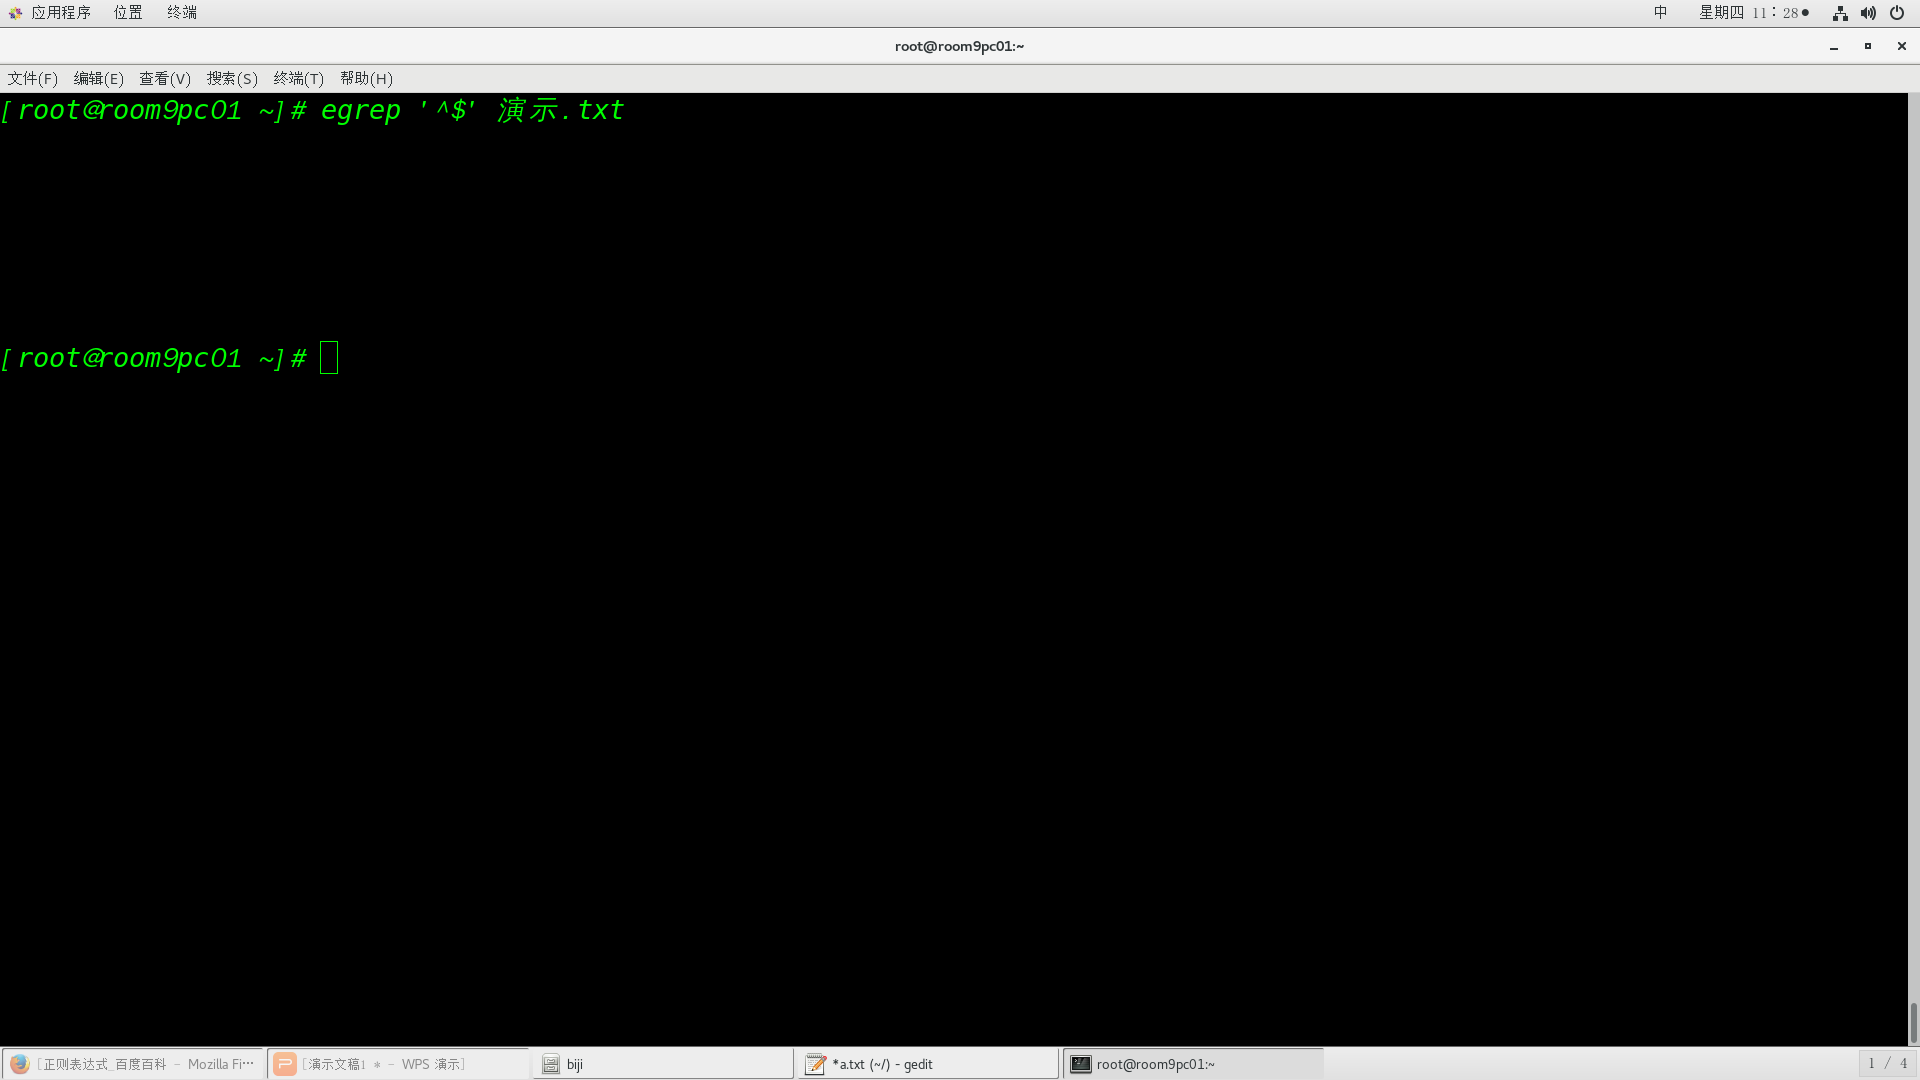 应用程序 位置 终端 中 星期四 11：28●
root@room9pc01:~
文件(F) 编辑(E) 查看(V) 搜索(S) 终端(T) 帮助(H)
[root@room9pc01 ~]# egrep '^$' 演示.txt
[root@room9pc01 ~]#
[正则表达式_百度百科 - Mozilla Fi… [演示文稿1 * - WPS 演示] biji *a.txt (~/) - gedit root@room9pc01:~ 1 / 4